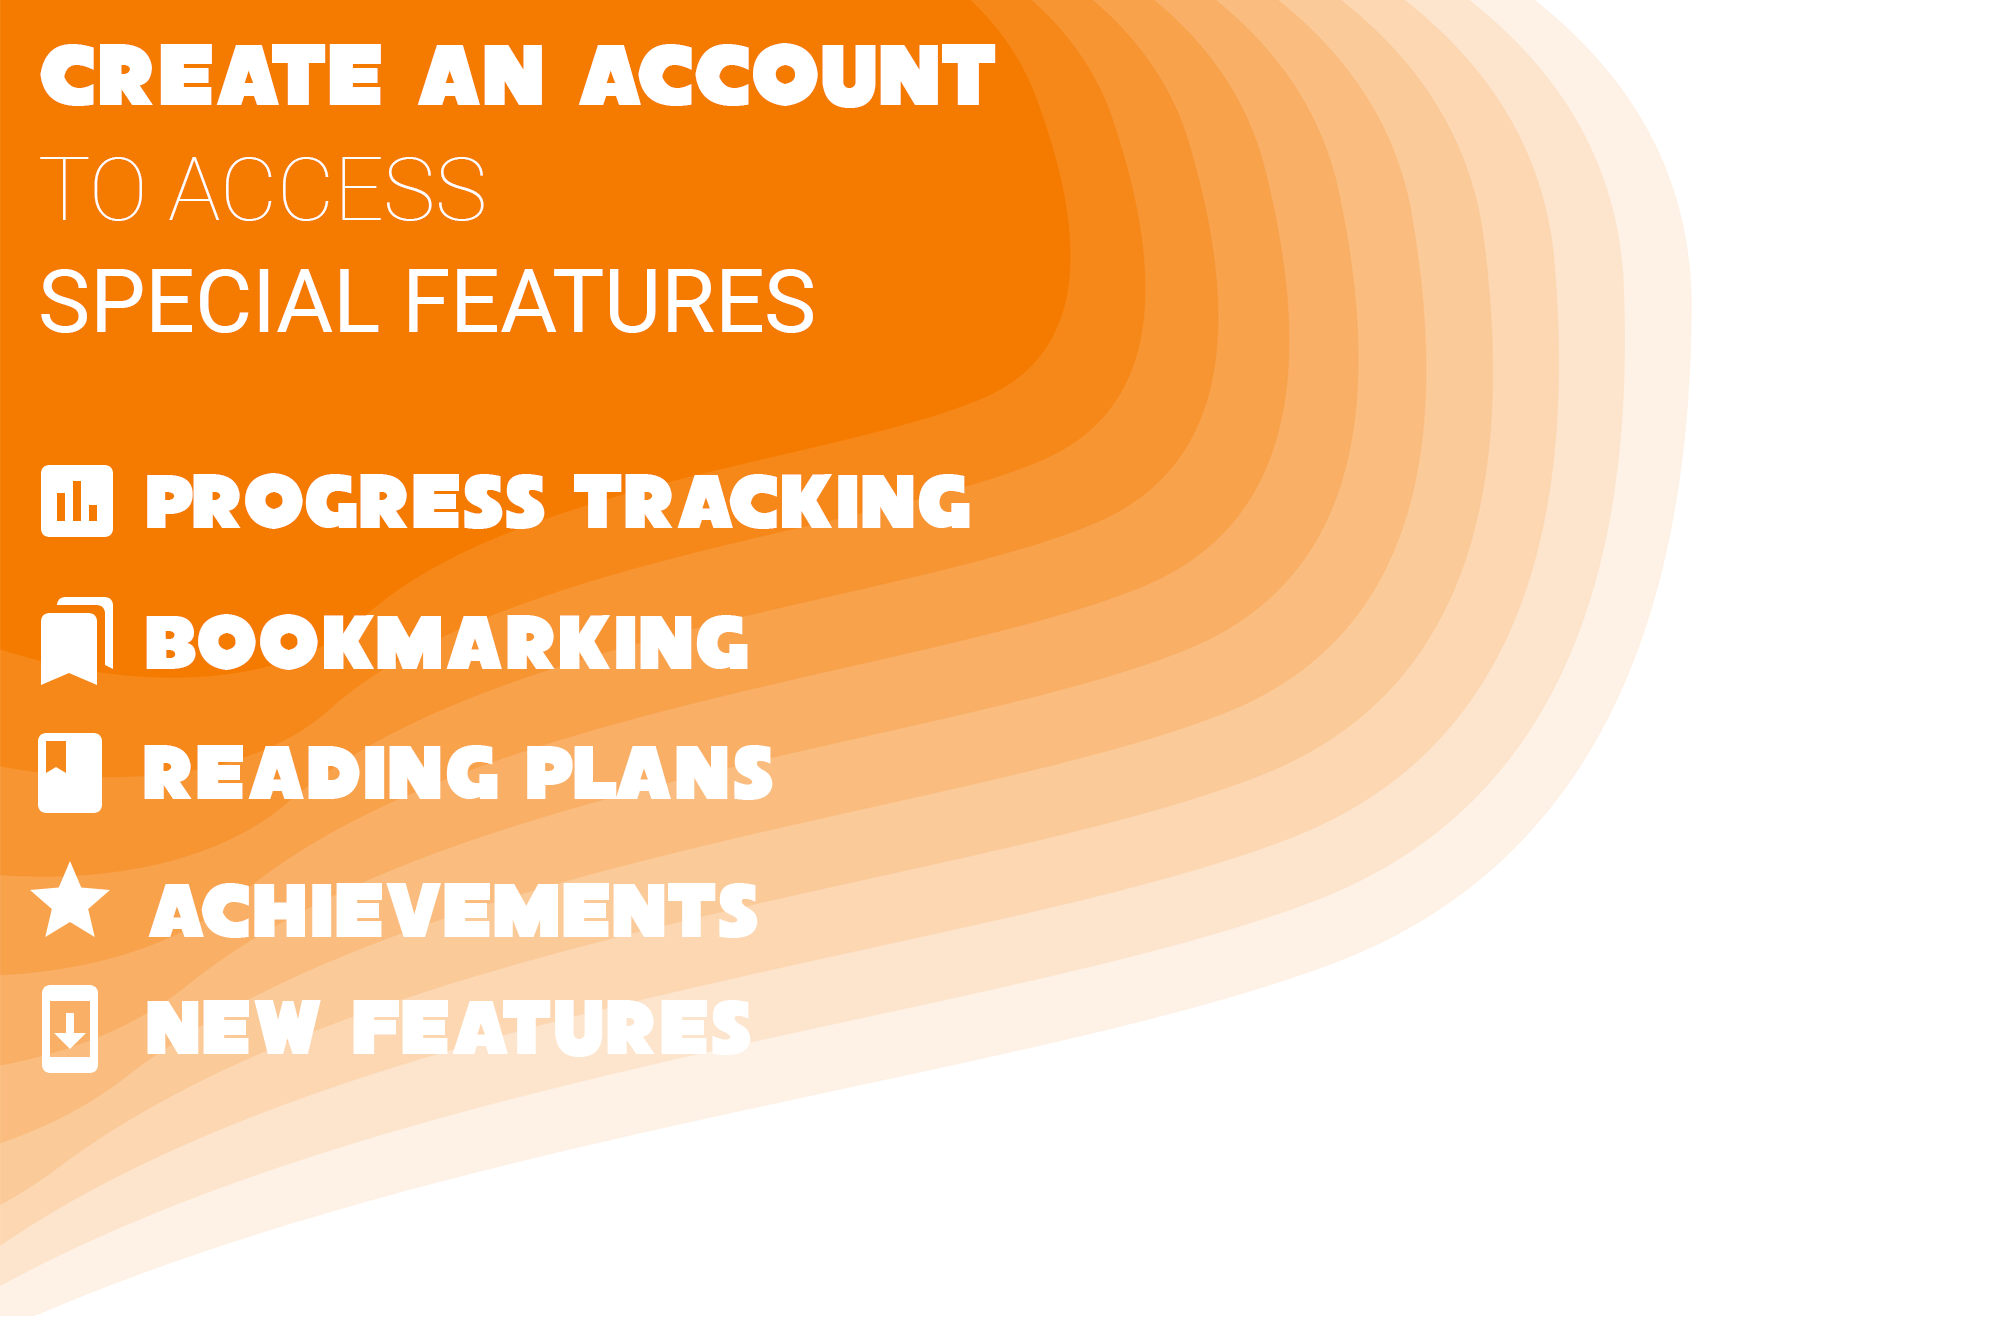 CREATE AN ACCOUNT
TO ACCESS
SPECIAL FEATURES
PROGRESS TRACKING
BOOKMARKING
READING PLANS
ACHIEVEMENTS
NEW FEATURES